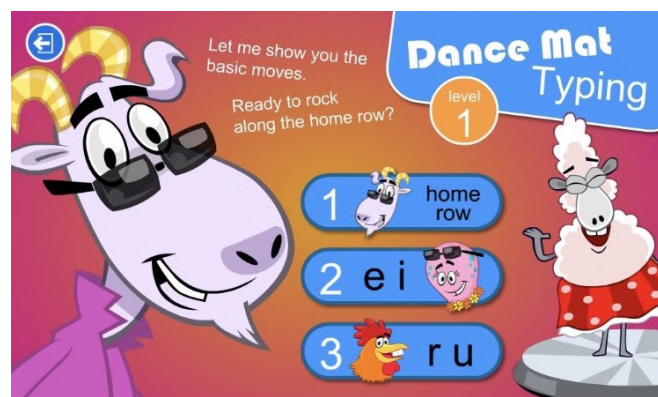 Let me show you the
basic moves.
Ready to rock
along the home row?
Dance Mat
Typing
level
1
1 home
row
2 e i
3 r u